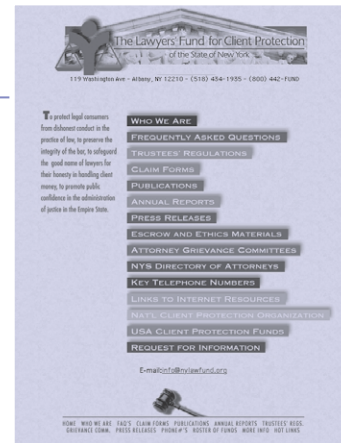 The Lawyers' Fund for Client Protection
of the State of New York
119 Washington Ave - Albany, NY 12210 - (518) 434-1935 - (800) 442-FUND
To protect legal consumers
from dishonest conduct in the
practice of law, to preserve the
integrity of the bar, to safeguard
the good name of lawyers for
their honesty in handling client
money, to promote public
confidence in the administration
of justice in the Empire State.
WHO WE ARE
FREQUENTLY ASKED QUESTIONS
TRUSTEES' REGULATIONS
CLAIM FORMS
PUBLICATIONS
ANNUAL REPORTS
PRESS RELEASES
ESCROW AND ETHICS MATERIALS
ATTORNEY GRIEVANCE COMMITTEES
NYS DIRECTORY OF ATTORNEYS
KEY TELEPHONE NUMBERS
LINKS TO INTERNET RESOURCES
NAT'L CLIENT PROTECTION ORGANIZATION
USA CLIENT PROTECTION FUNDS
REQUEST FOR INFORMATION
E-mail:info@nylawfund.org
HOME WHO WE ARE FAQ'S CLAIM FORMS PUBLICATIONS ANNUAL REPORTS TRUSTEES' REGS.
GRIEVANCE COMM. PRESS RELEASES PHONE #'S ROSTER OF FUNDS MORE INFO HOT LINKS